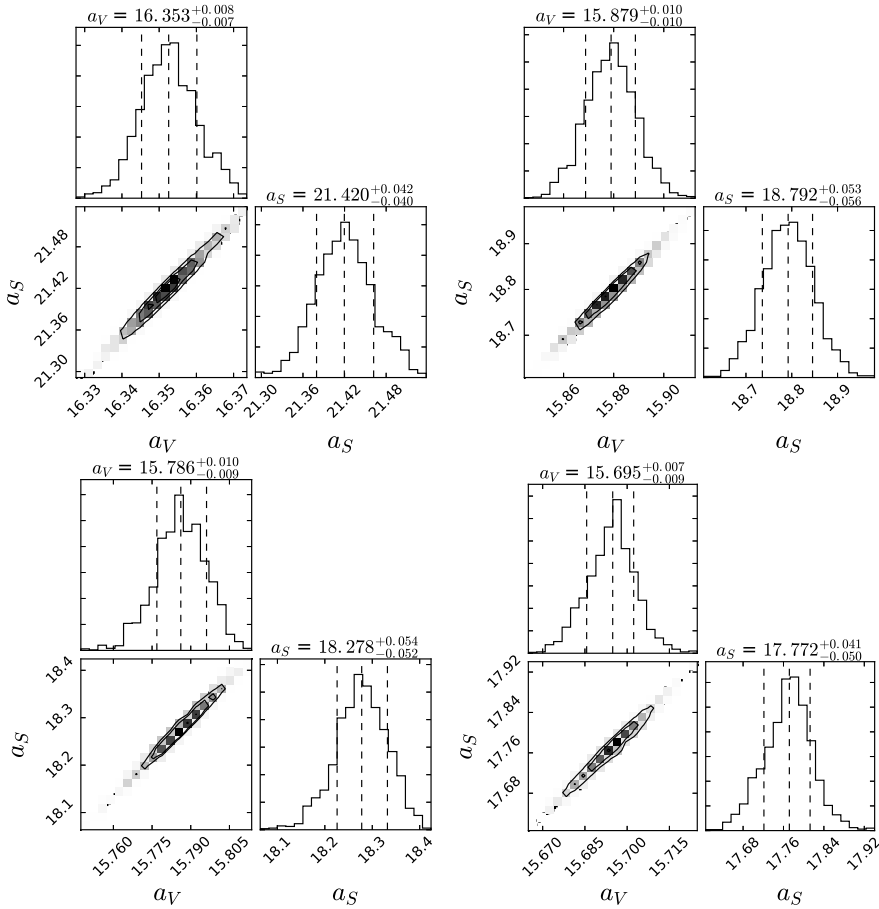 a_V = 16.353^{+0.008}_{-0.007}
a_S = 21.420^{+0.042}_{-0.040}
a_S
21.48
21.42
21.36
21.30
16.33 16.34 16.35 16.36 16.37
a_V
21.30 21.36 21.42 21.48
a_S
a_V = 15.879^{+0.010}_{-0.010}
a_S = 18.792^{+0.053}_{-0.056}
a_S
18.9
18.8
18.7
15.86 15.88 15.90
a_V
18.7 18.8 18.9
a_S
a_V = 15.786^{+0.010}_{-0.009}
a_S = 18.278^{+0.054}_{-0.052}
a_S
18.4
18.3
18.2
18.1
15.760 15.775 15.790 15.805
a_V
18.1 18.2 18.3 18.4
a_S
a_V = 15.695^{+0.007}_{-0.009}
a_S = 17.772^{+0.041}_{-0.050}
a_S
17.92
17.84
17.76
17.68
15.670 15.685 15.700 15.715
a_V
17.68 17.76 17.84 17.92
a_S